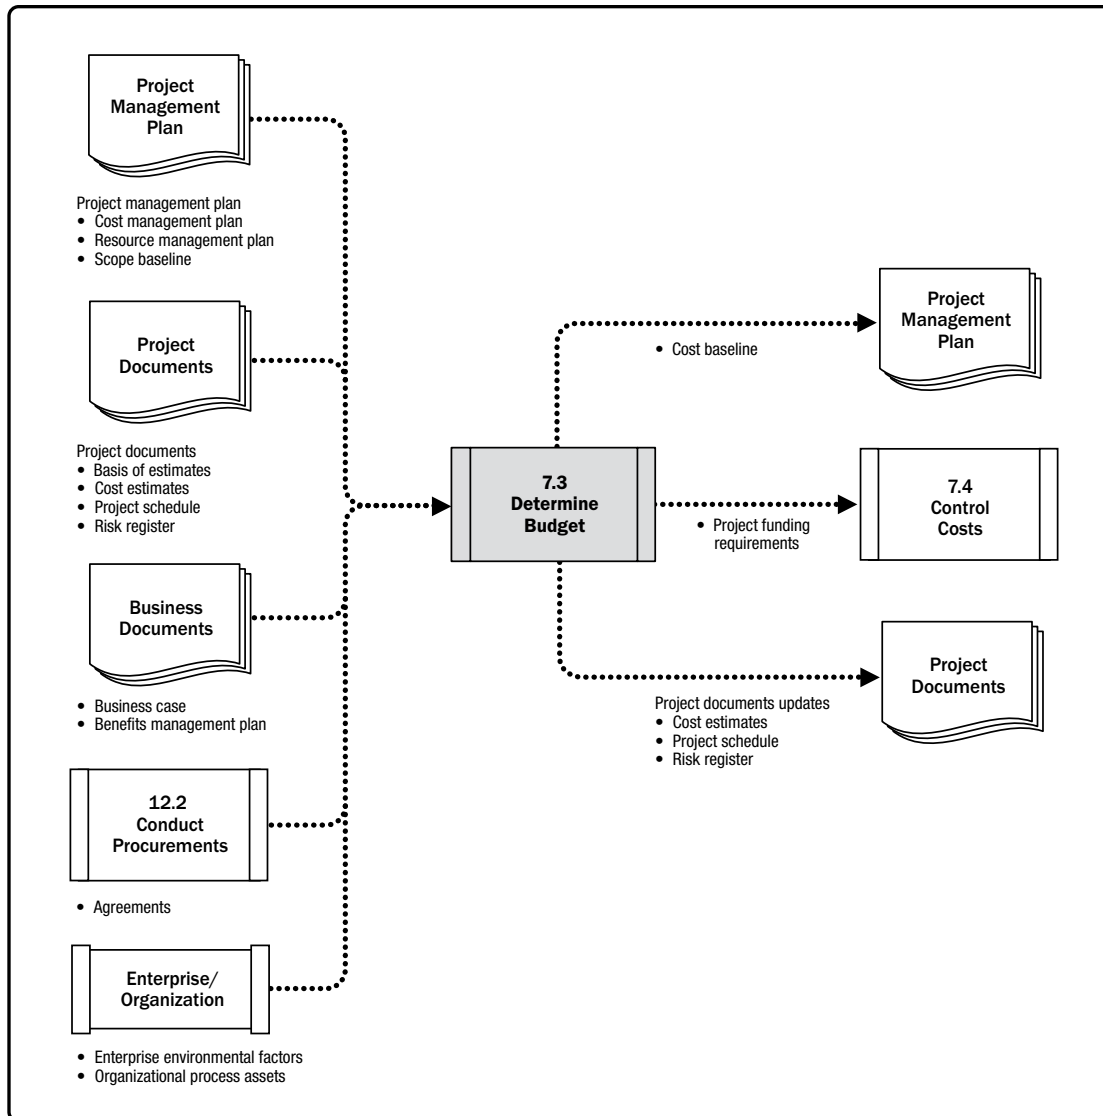 Project
Management
Plan
Project management plan
• Cost management plan
• Resource management plan
• Scope baseline
Project
Documents
Project documents
• Basis of estimates
• Cost estimates
• Project schedule
• Risk register
Business
Documents
• Business case
• Benefits management plan
12.2
Conduct
Procurements
• Agreements
Enterprise/
Organization
• Enterprise environmental factors
• Organizational process assets
7.3
Determine
Budget
• Cost baseline
Project
Management
Plan
• Project funding
requirements
7.4
Control
Costs
Project documents updates
• Cost estimates
• Project schedule
• Risk register
Project
Documents